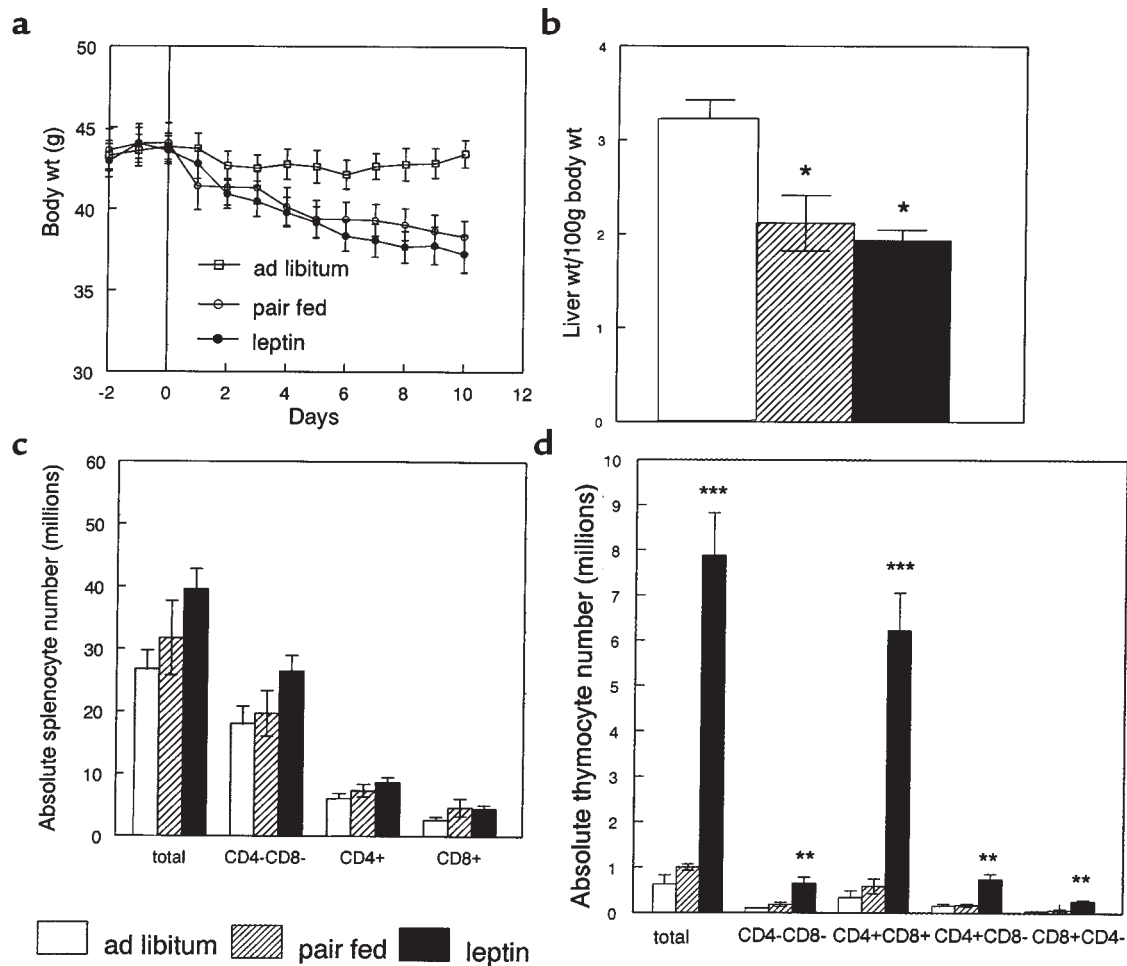 a
50
45
40
35
30
Body wt (g)
ad libitum
pair fed
leptin
-2 0 2 4 6 8 10 12
Days
b
4
3
2
1
0
Liver wt/100g body wt
*
*
c
60
50
40
30
20
10
0
Absolute splenocyte number (millions)
total CD4-CD8- CD4+ CD8+
d
10
9
8
7
6
5
4
3
2
1
0
Absolute thymocyte number (millions)
***
**
***
**
**
total CD4-CD8- CD4+CD8+ CD4+CD8- CD8+CD4-
ad libitum pair fed leptin